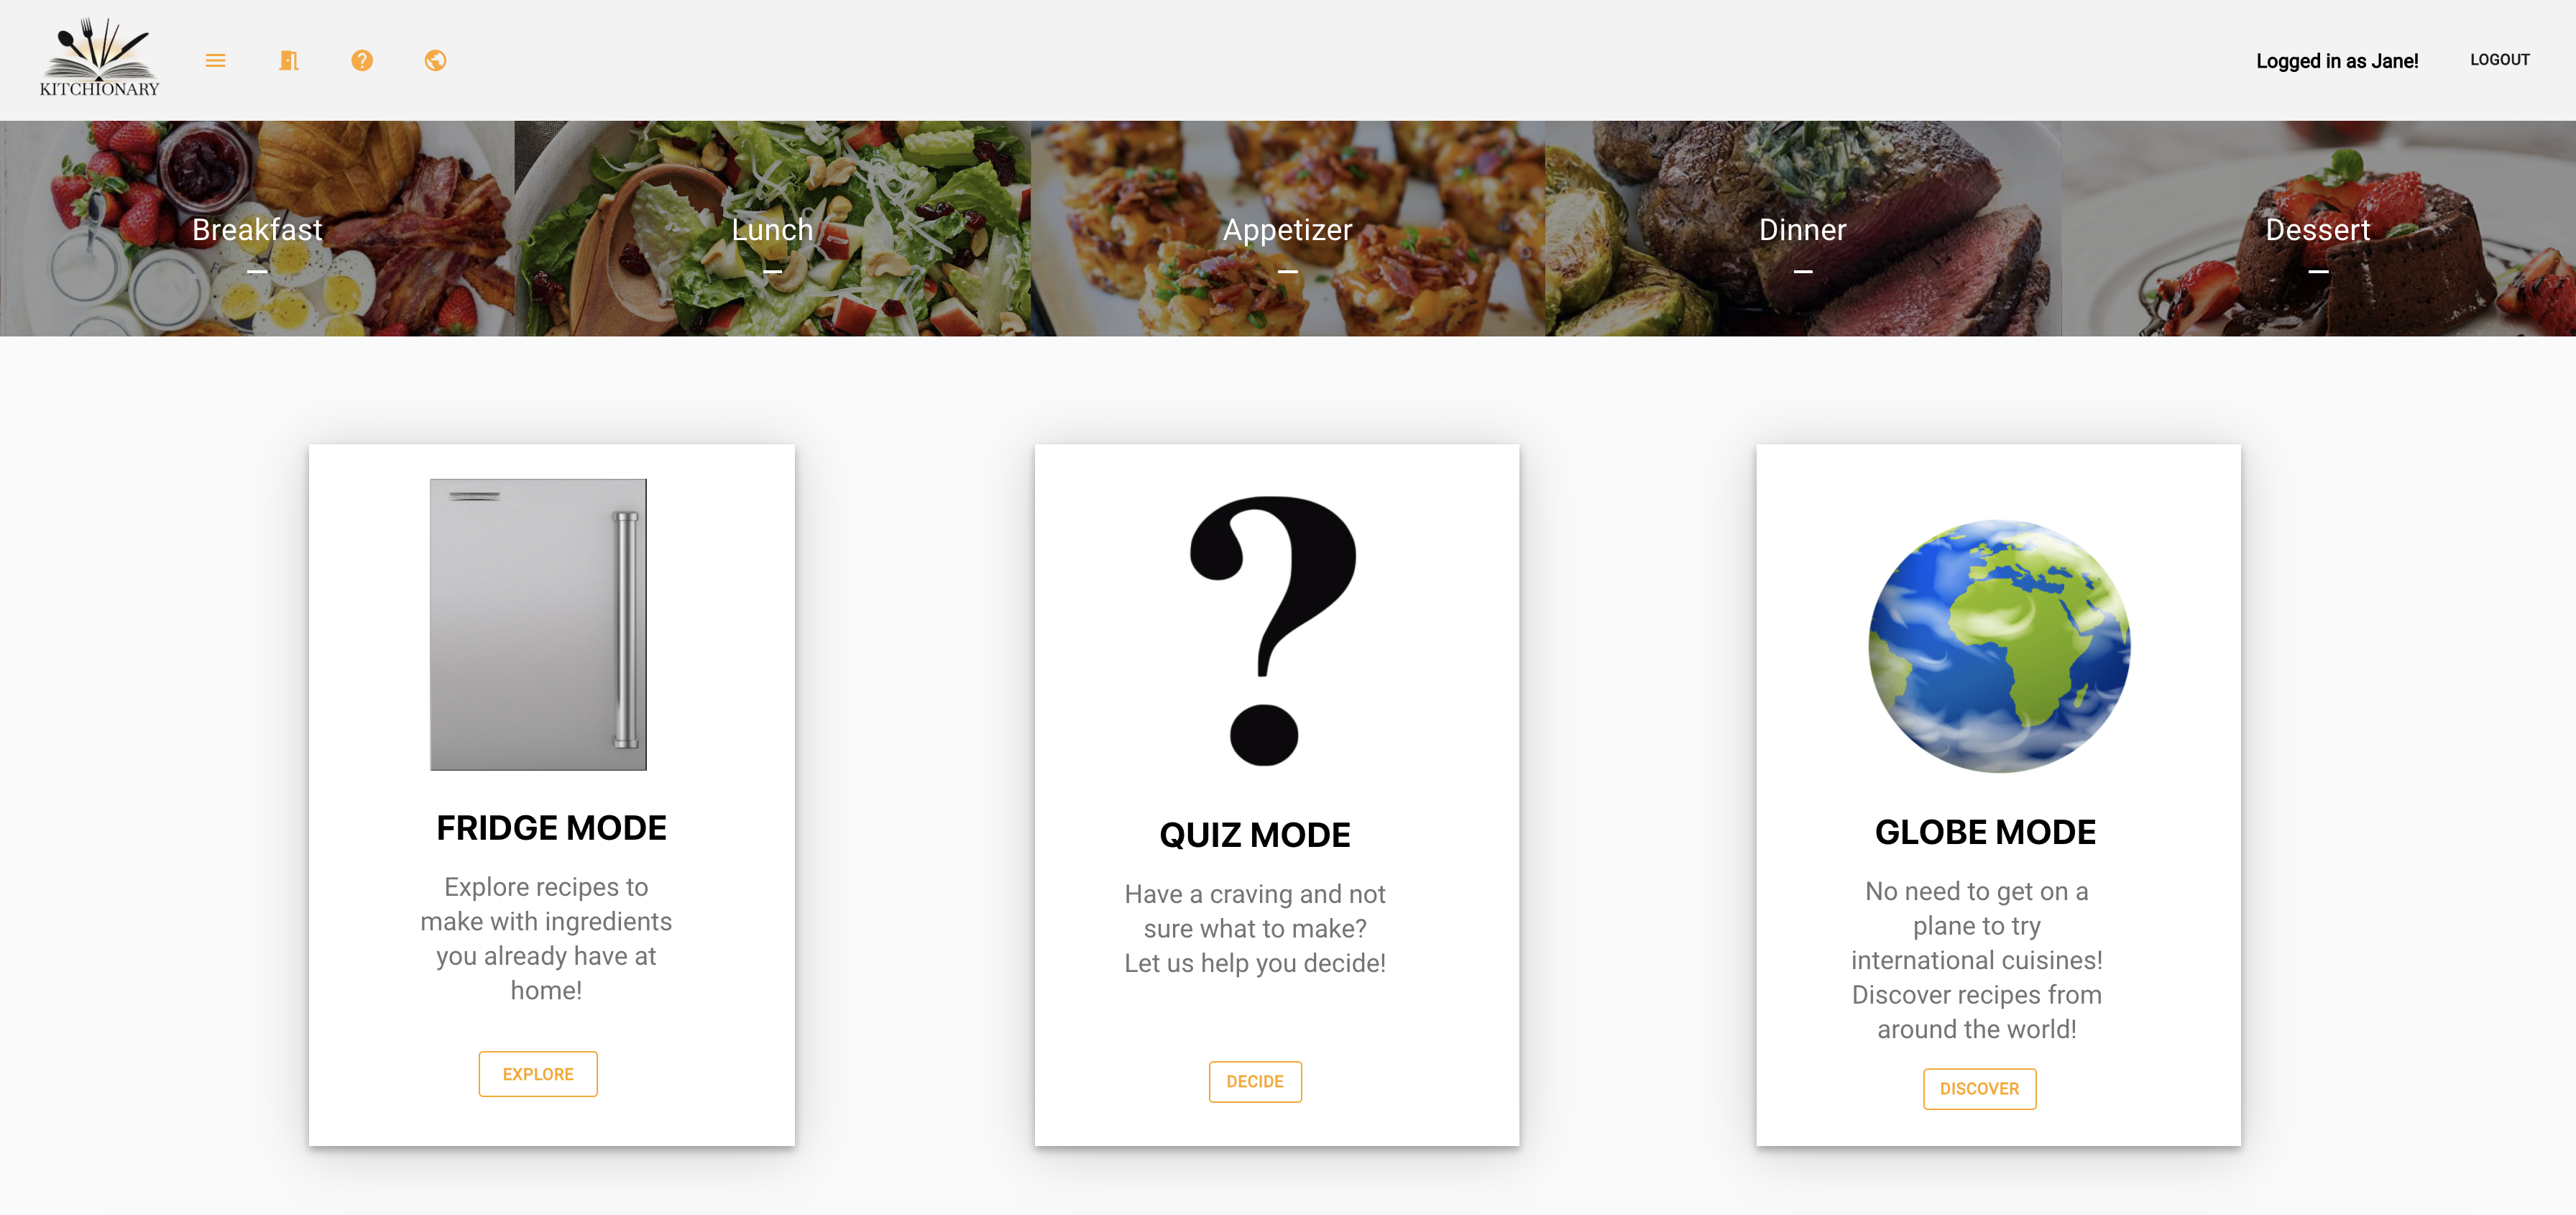 KITCHIONARY
Logged in as Jane!
LOGOUT
Breakfast
Lunch
Appetizer
Dinner
Dessert
?
FRIDGE MODE
Explore recipes to
make with ingredients
you already have at
home!
EXPLORE
?
QUIZ MODE
Have a craving and not
sure what to make?
Let us help you decide!
DECIDE
GLOBE MODE
No need to get on a
plane to try
international cuisines!
Discover recipes from
around the world!
DISCOVER